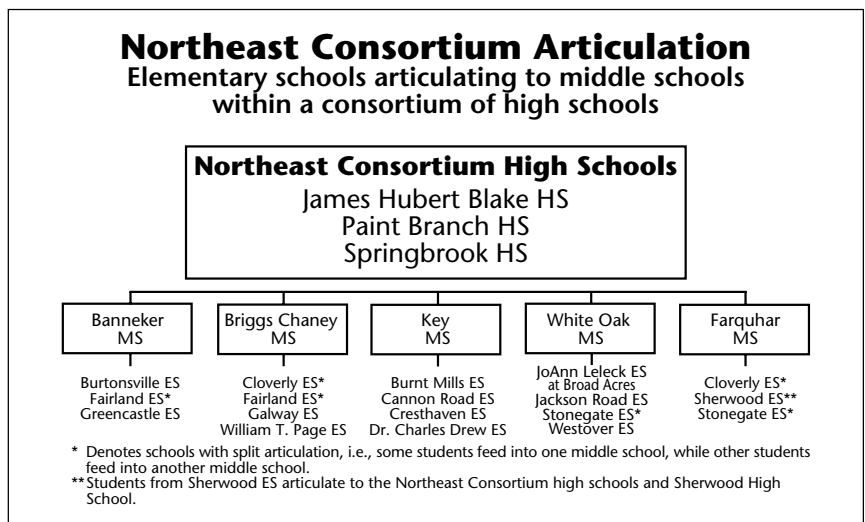 Northeast Consortium Articulation
Elementary schools articulating to middle schools
within a consortium of high schools
Northeast Consortium High Schools
James Hubert Blake HS
Paint Branch HS
Springbrook HS
Banneker
MS
Burtonsville ES
Fairland ES*
Greencastle ES
Briggs Chaney
MS
Cloverly ES*
Fairland ES*
Galway ES
William T. Page ES
Key
MS
Burnt Mills ES
Cannon Road ES
Cresthaven ES
Dr. Charles Drew ES
White Oak
MS
JoAnn Leleck ES
at Broad Acres
Jackson Road ES
Stonegate ES*
Westover ES
Farquhar
MS
Cloverly ES*
Sherwood ES**
Stonegate ES*
* Denotes schools with split articulation, i.e., some students feed into one middle school, while other students
feed into another middle school.
**Students from Sherwood ES articulate to the Northeast Consortium high schools and Sherwood High
School.